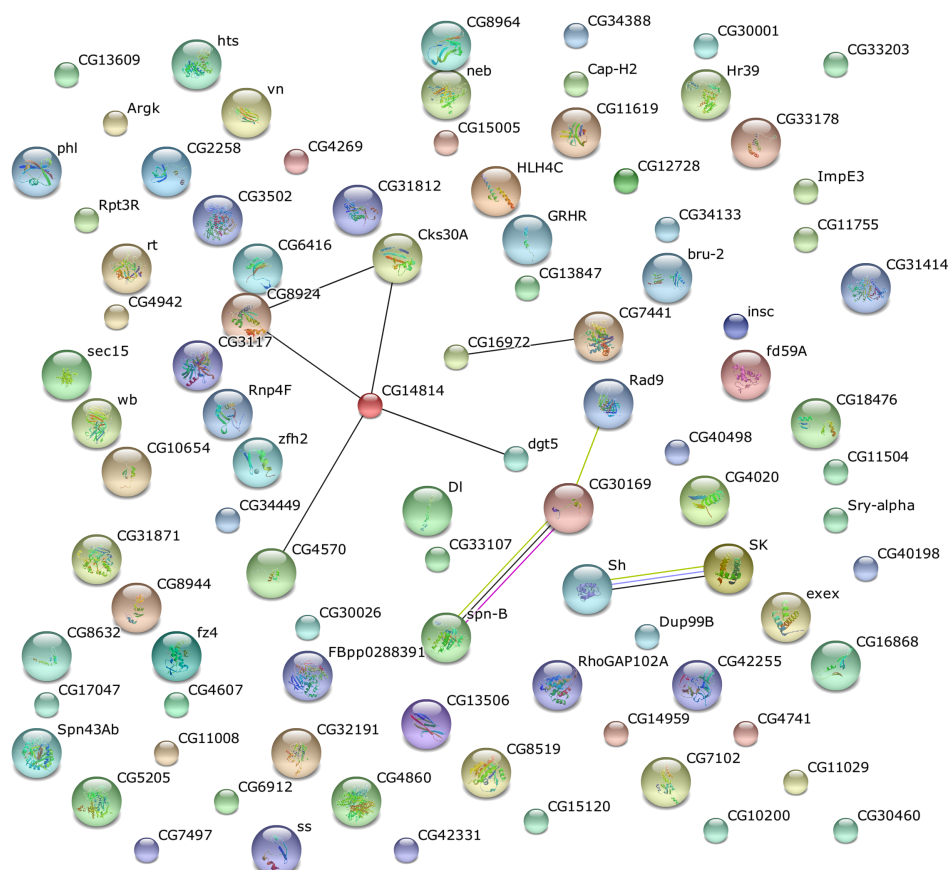 CG8964
CG34388
CG30001
CG33203
hts
CG13609
neb
Cap-H2
Hr39
vn
Argk
CG11619
CG33178
CG15005
phl
CG2258
CG4269
HLH4C
CG12728
ImpE3
CG31812
Rpt3R
CG3502
GRHR
CG34133
CG11755
Cks30A
rt
CG6416
bru-2
CG31414
CG13847
CG8924
CG4942
CG7441
insc
CG16972
sec15
CG3117
fd59A
CG14814
Rad9
Rnp4F
CG18476
wb
CG10654
zfh2
dgt5
CG40498
CG11504
Dl
CG30169
CG4020
CG34449
Sry-alpha
CG31871
CG4570
CG33107
Sh
SK
CG40198
CG8944
exex
spn-B
CG30026
Dup99B
CG8632
fz4
FBpp0288391
RhoGAP102A
CG42255
CG16868
CG17047
CG4607
CG13506
CG14959
CG4741
Spn43Ab
CG11008
CG32191
CG8519
CG7102
CG11029
CG5205
CG6912
CG4860
CG15120
CG10200
CG30460
CG7497
ss
CG42331